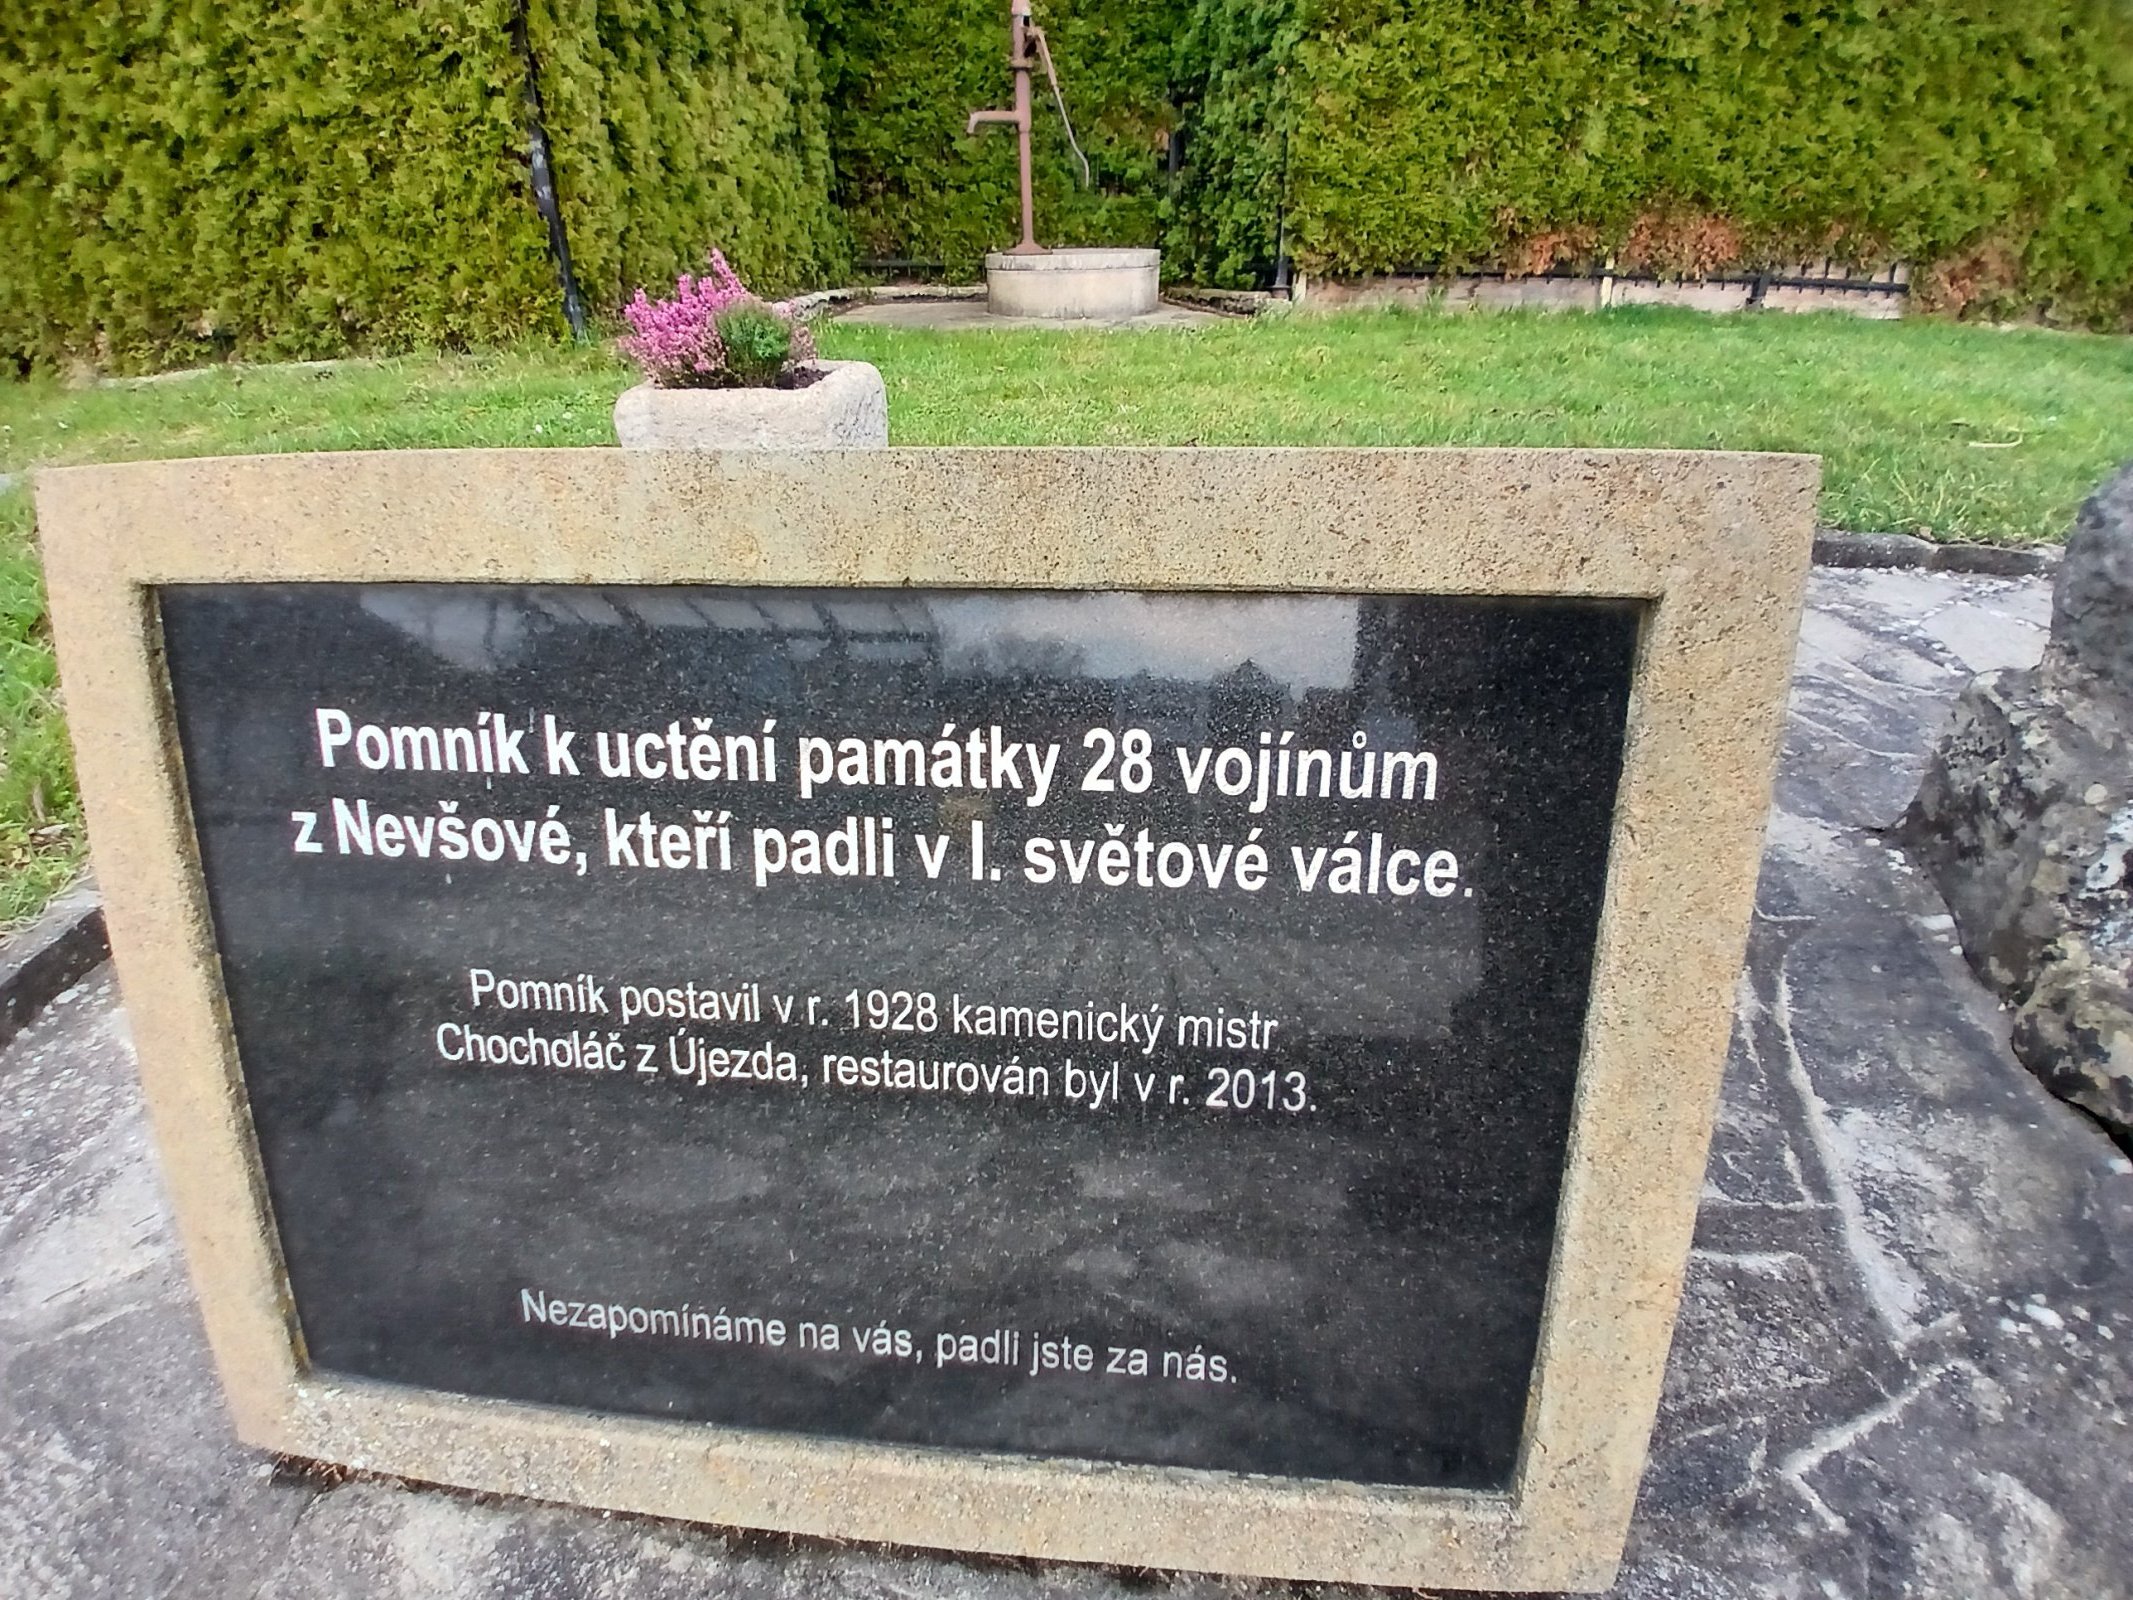 Pomník k uctění památky 28 vojínům
z Nevšové, kteří padli v I. světové válce.
Pomník postavil v r. 1928 kamenický mistr
Chocholáč z Újezda, restaurován byl v r. 2013.
Nezapomínáme na vás, padli jste za nás.